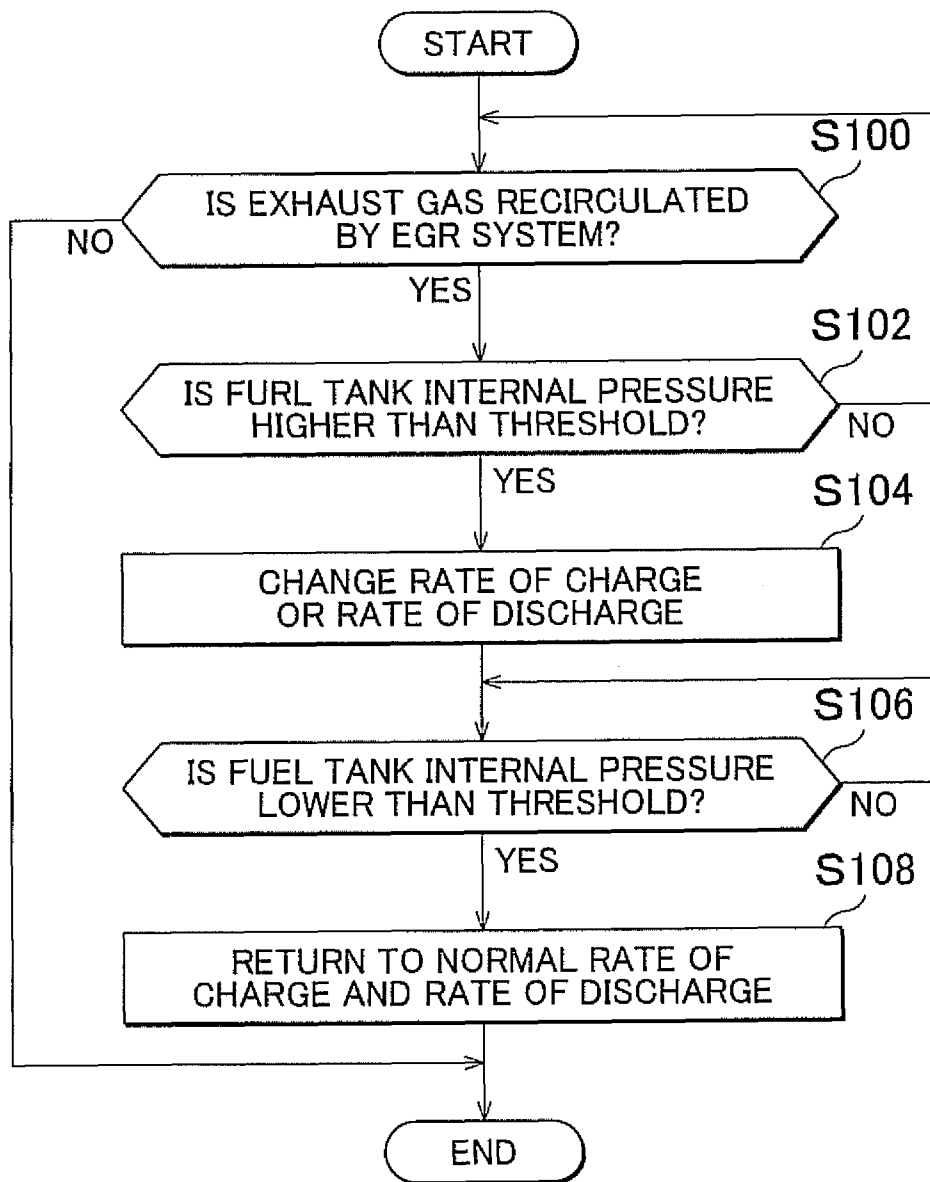 START
S100
IS EXHAUST GAS RECIRCULATED
BY EGR SYSTEM?
NO
YES
S102
IS FURL TANK INTERNAL PRESSURE
HIGHER THAN THRESHOLD?
NO
YES
S104
CHANGE RATE OF CHARGE
OR RATE OF DISCHARGE
S106
IS FUEL TANK INTERNAL PRESSURE
LOWER THAN THRESHOLD?
NO
YES
S108
RETURN TO NORMAL RATE OF
CHARGE AND RATE OF DISCHARGE
END